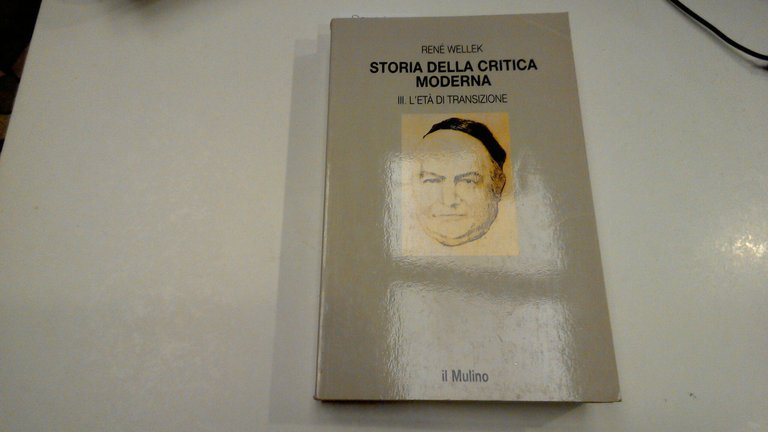 RENÉ WELLEK
STORIA DELLA CRITICA
MODERNA
III. L'ETÀ DI TRANSIZIONE
il Mulino